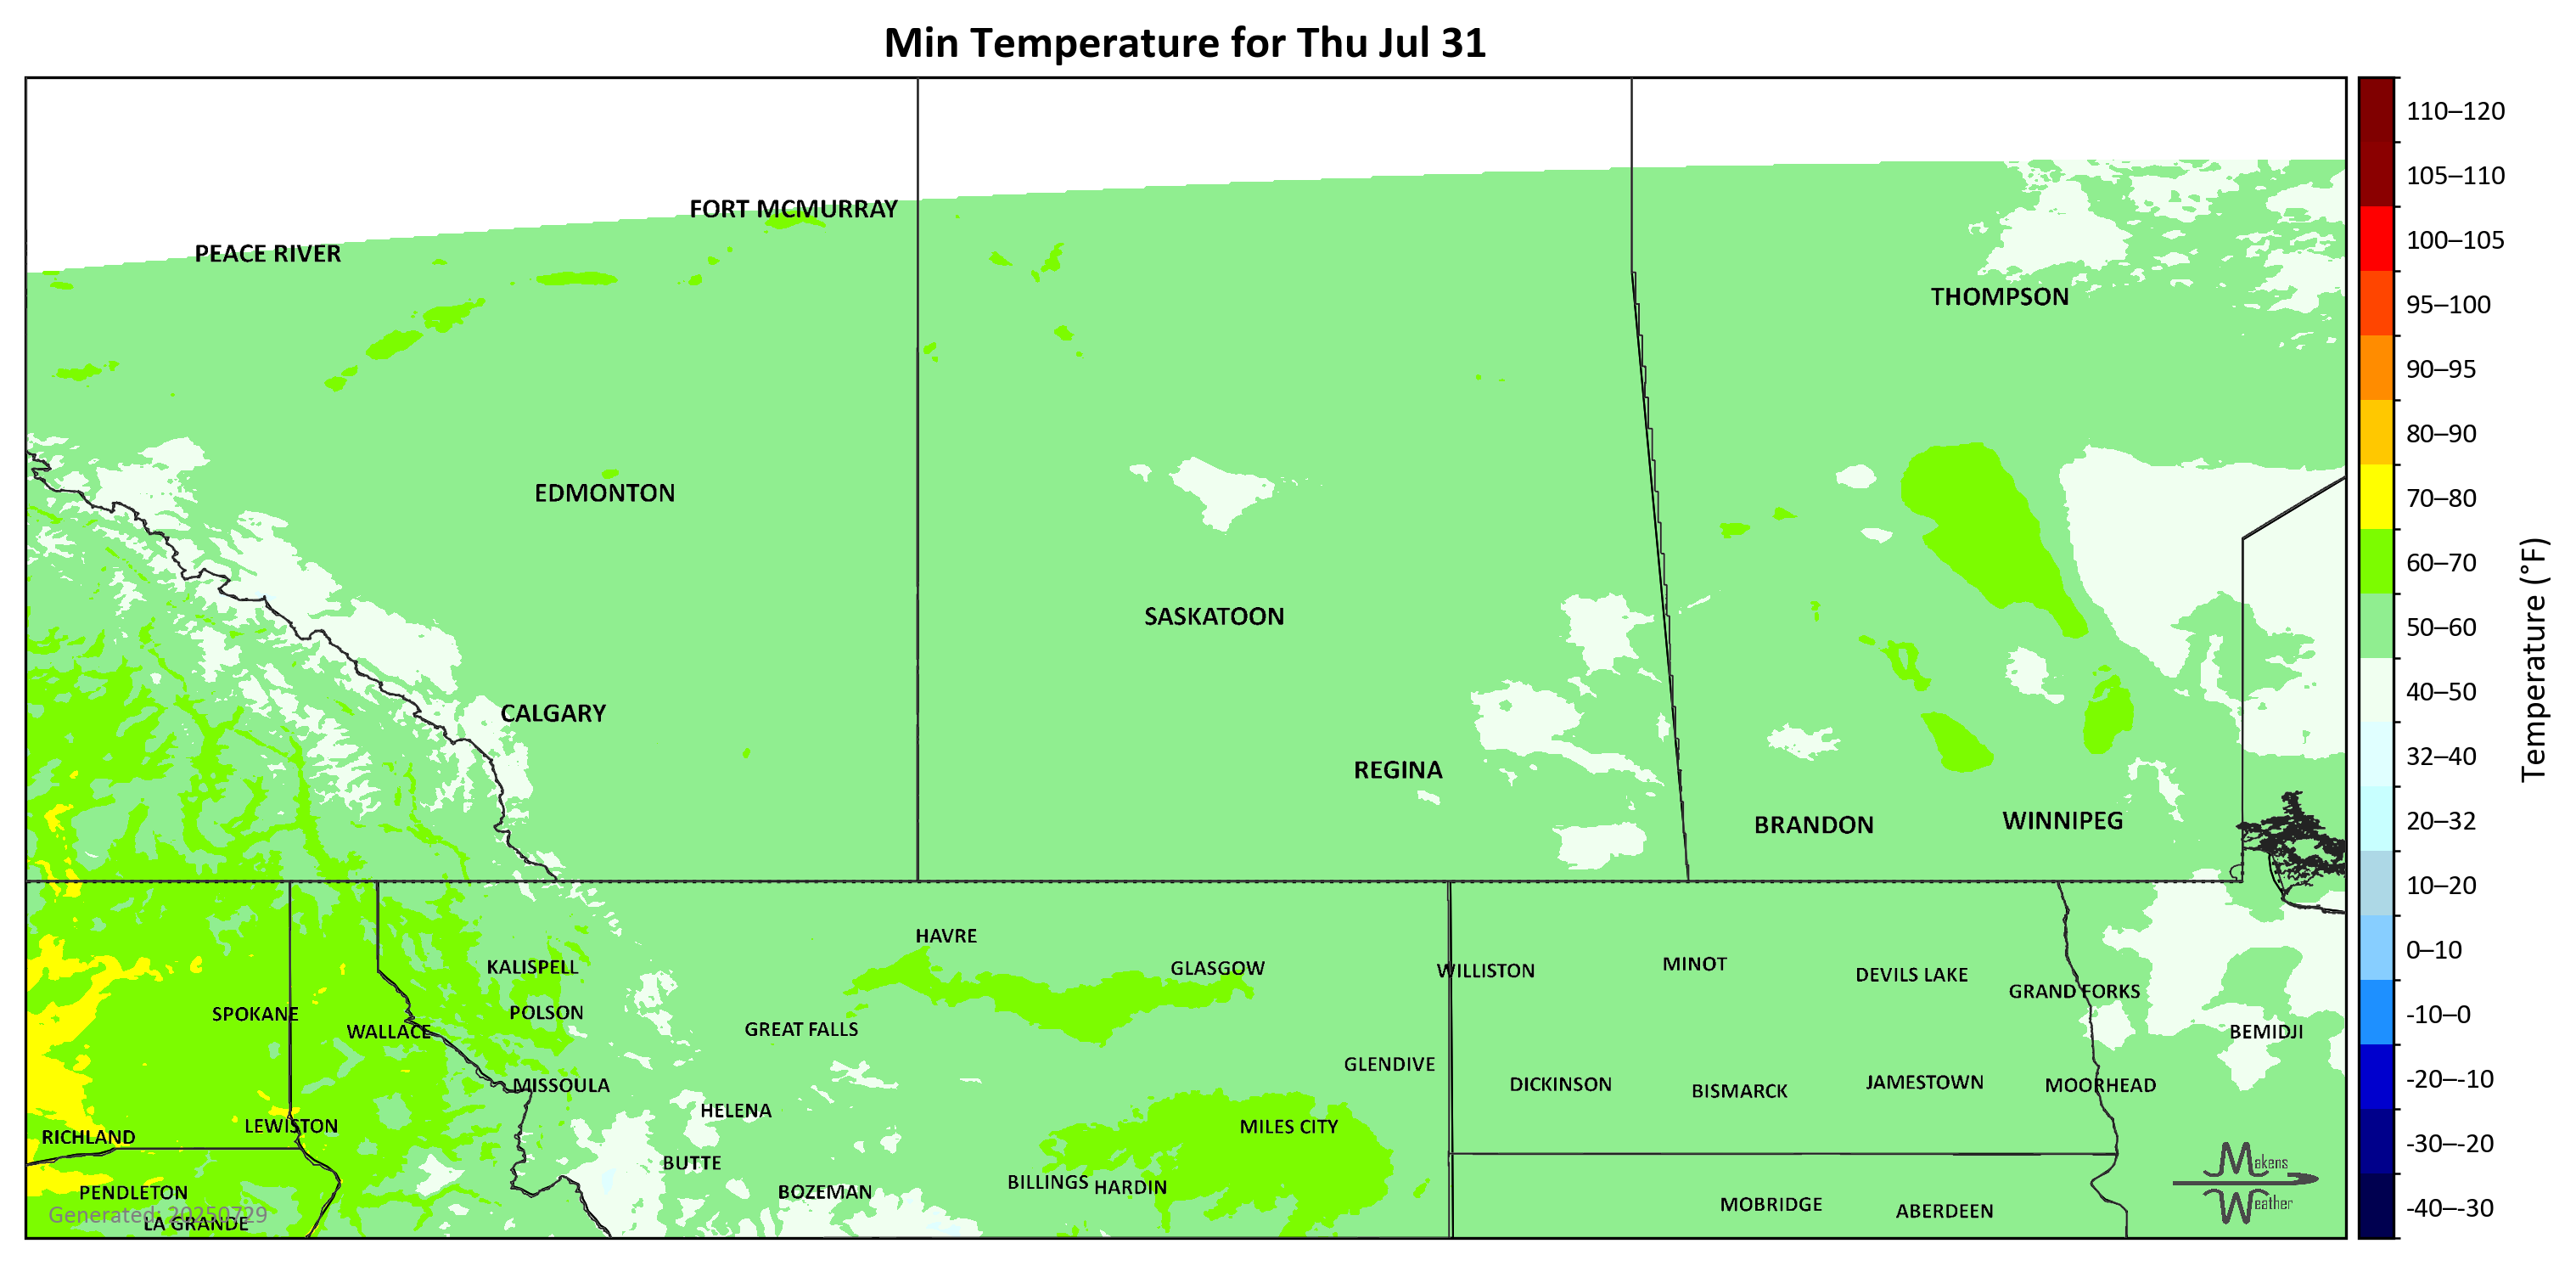 Min Temperature for Thu Jul 31
FORT MCMURRAY
PEACE RIVER
THOMPSON
EDMONTON
SASKATOON
CALGARY
REGINA
BRANDON
WINNIPEG
HAVRE
KALISPELL
GLASGOW
WILLISTON
MINOT
DEVILS LAKE
GRAND FORKS
SPOKANE
POLSON
WALLACE
GREAT FALLS
BEMIDJI
GLENDIVE
MISSOULA
DICKINSON
BISMARCK
JAMESTOWN
MOORHEAD
HELENA
LEWISTON
MILES CITY
RICHLAND
BUTTE
BILLINGS
HARDIN
BOZEMAN
PENDLETON
MOBRIDGE
ABERDEEN
Generated: 20250729
LA GRANDE
Makens
Weather
110–120
105–110
100–105
95–100
90–95
80–90
70–80
60–70
50–60
40–50
32–40
20–32
10–20
0–10
-10–0
-20–-10
-30–-20
-40–-30
Temperature (°F)